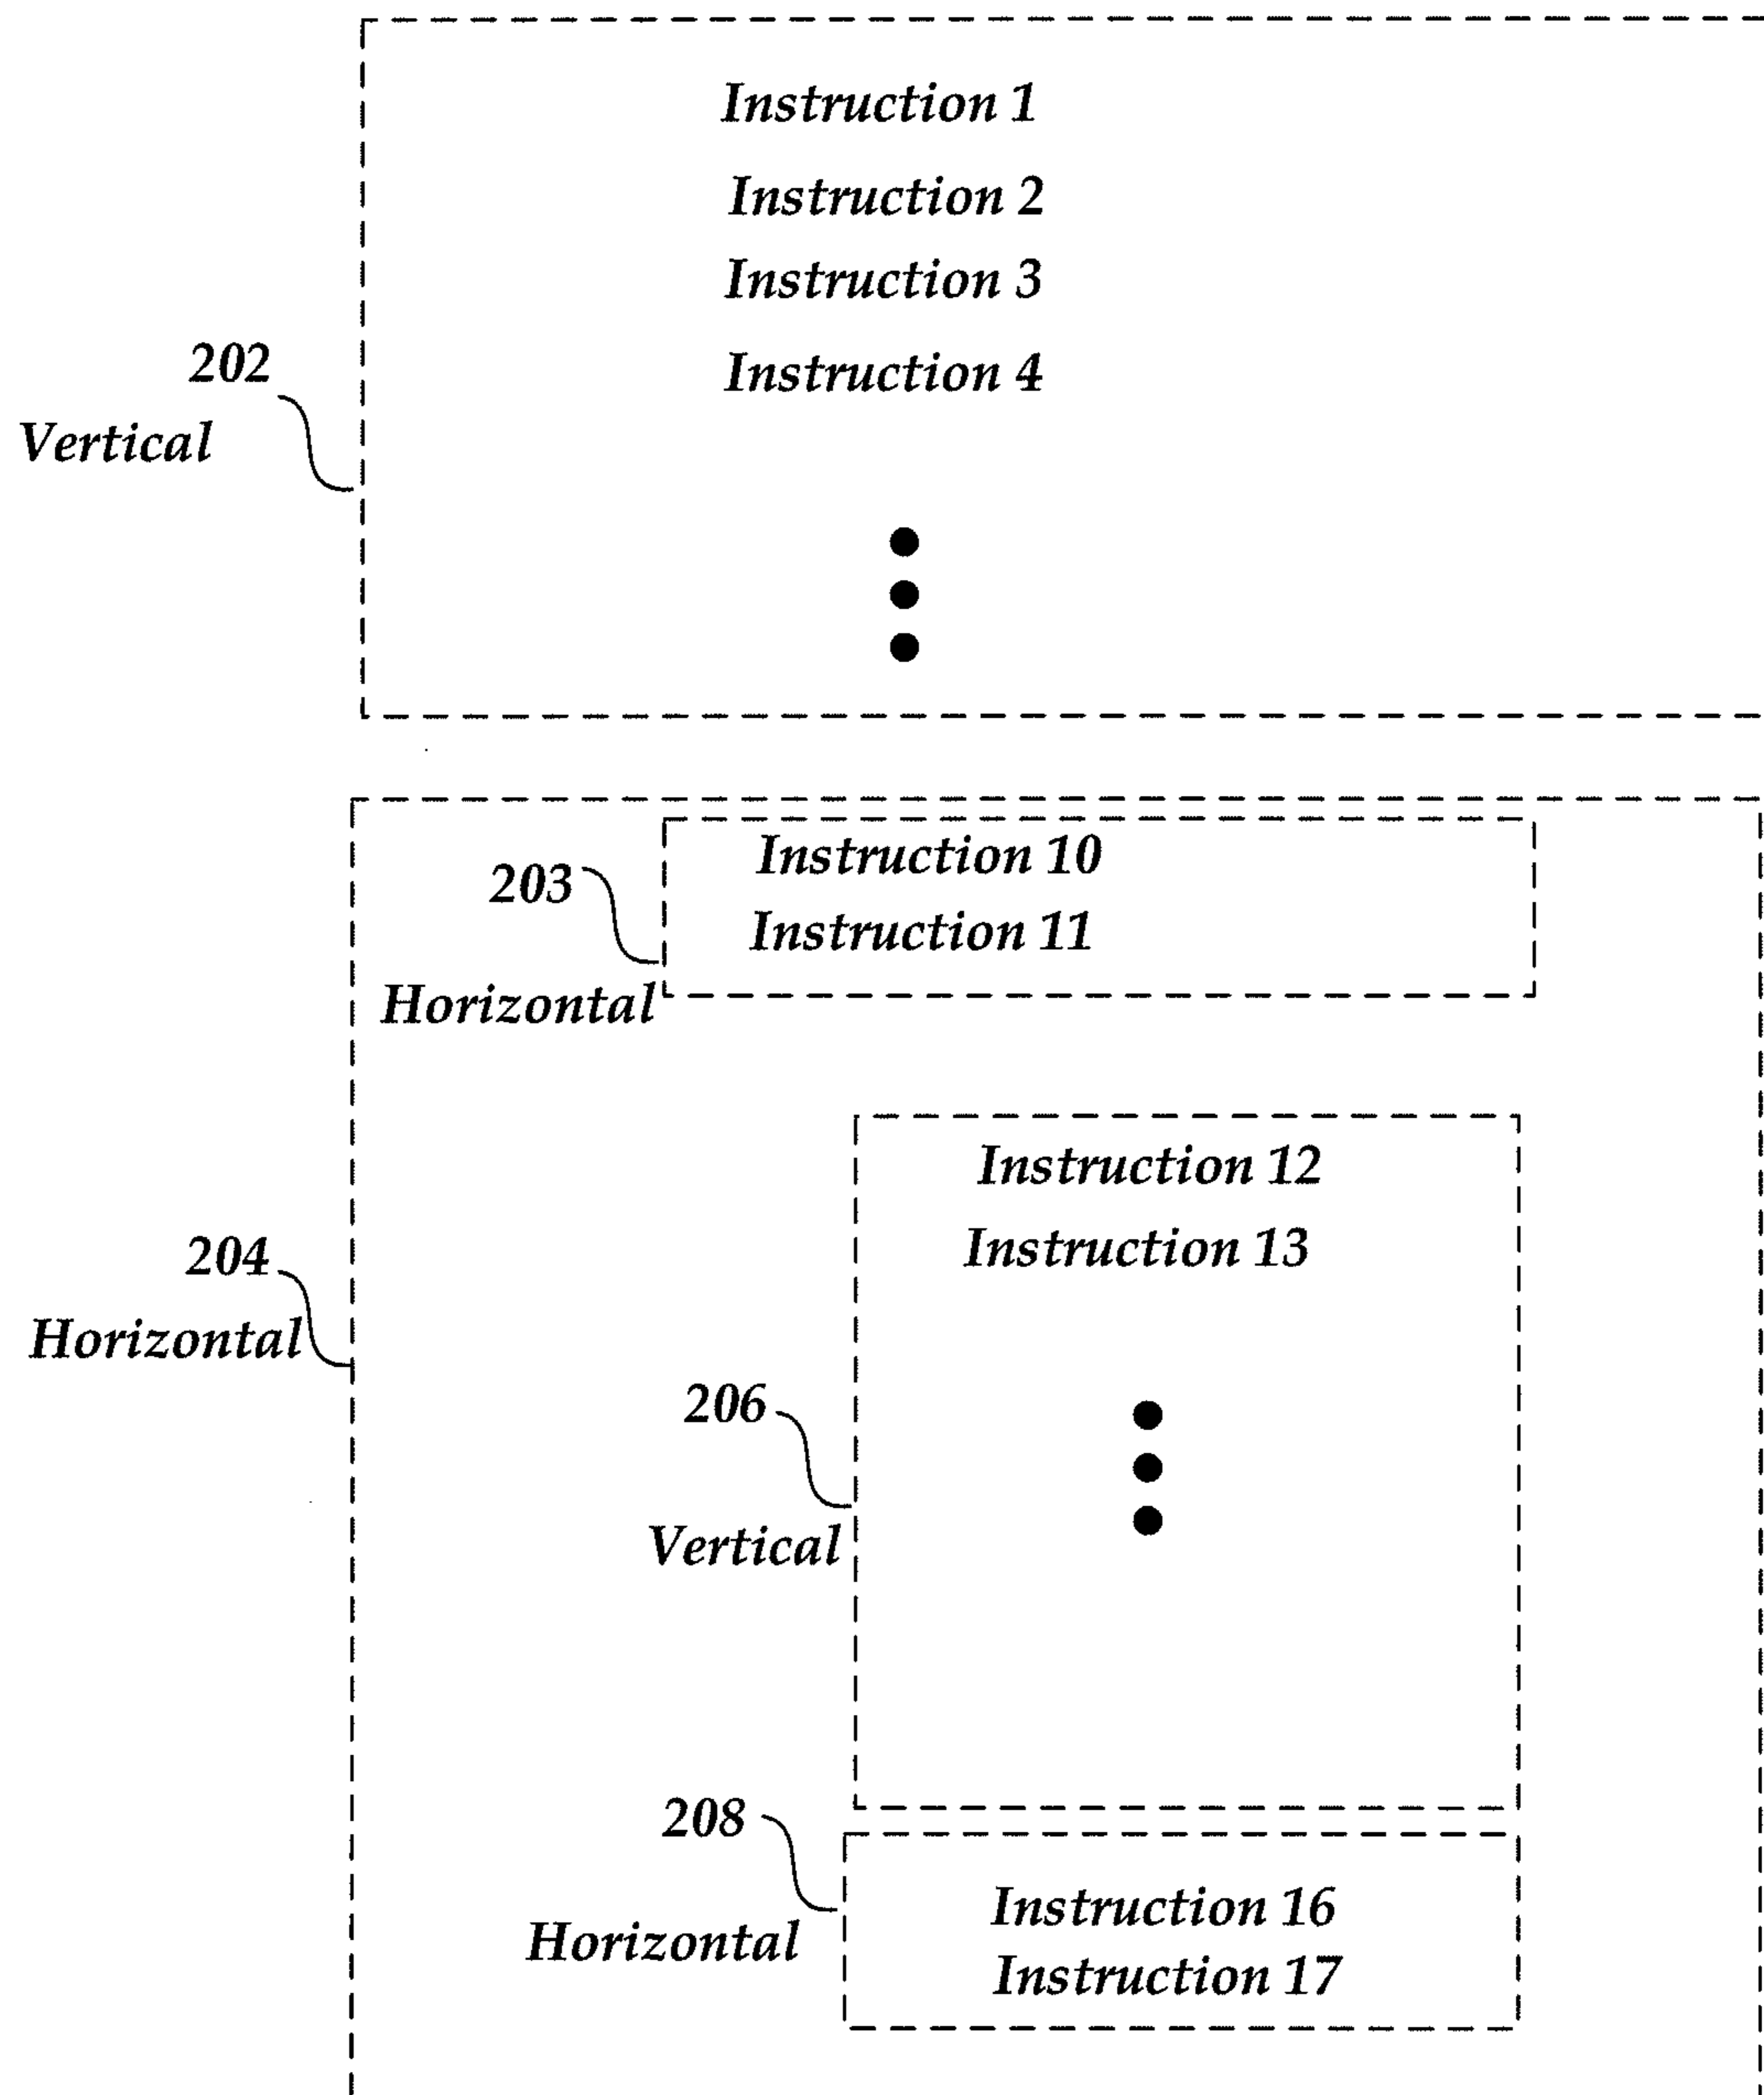 Instruction 1
Instruction 2
Instruction 3
Instruction 4
202
Vertical
Instruction 10
Instruction 11
203
Horizontal
Instruction 12
Instruction 13
204
Horizontal
206
Vertical
208
Horizontal
Instruction 16
Instruction 17